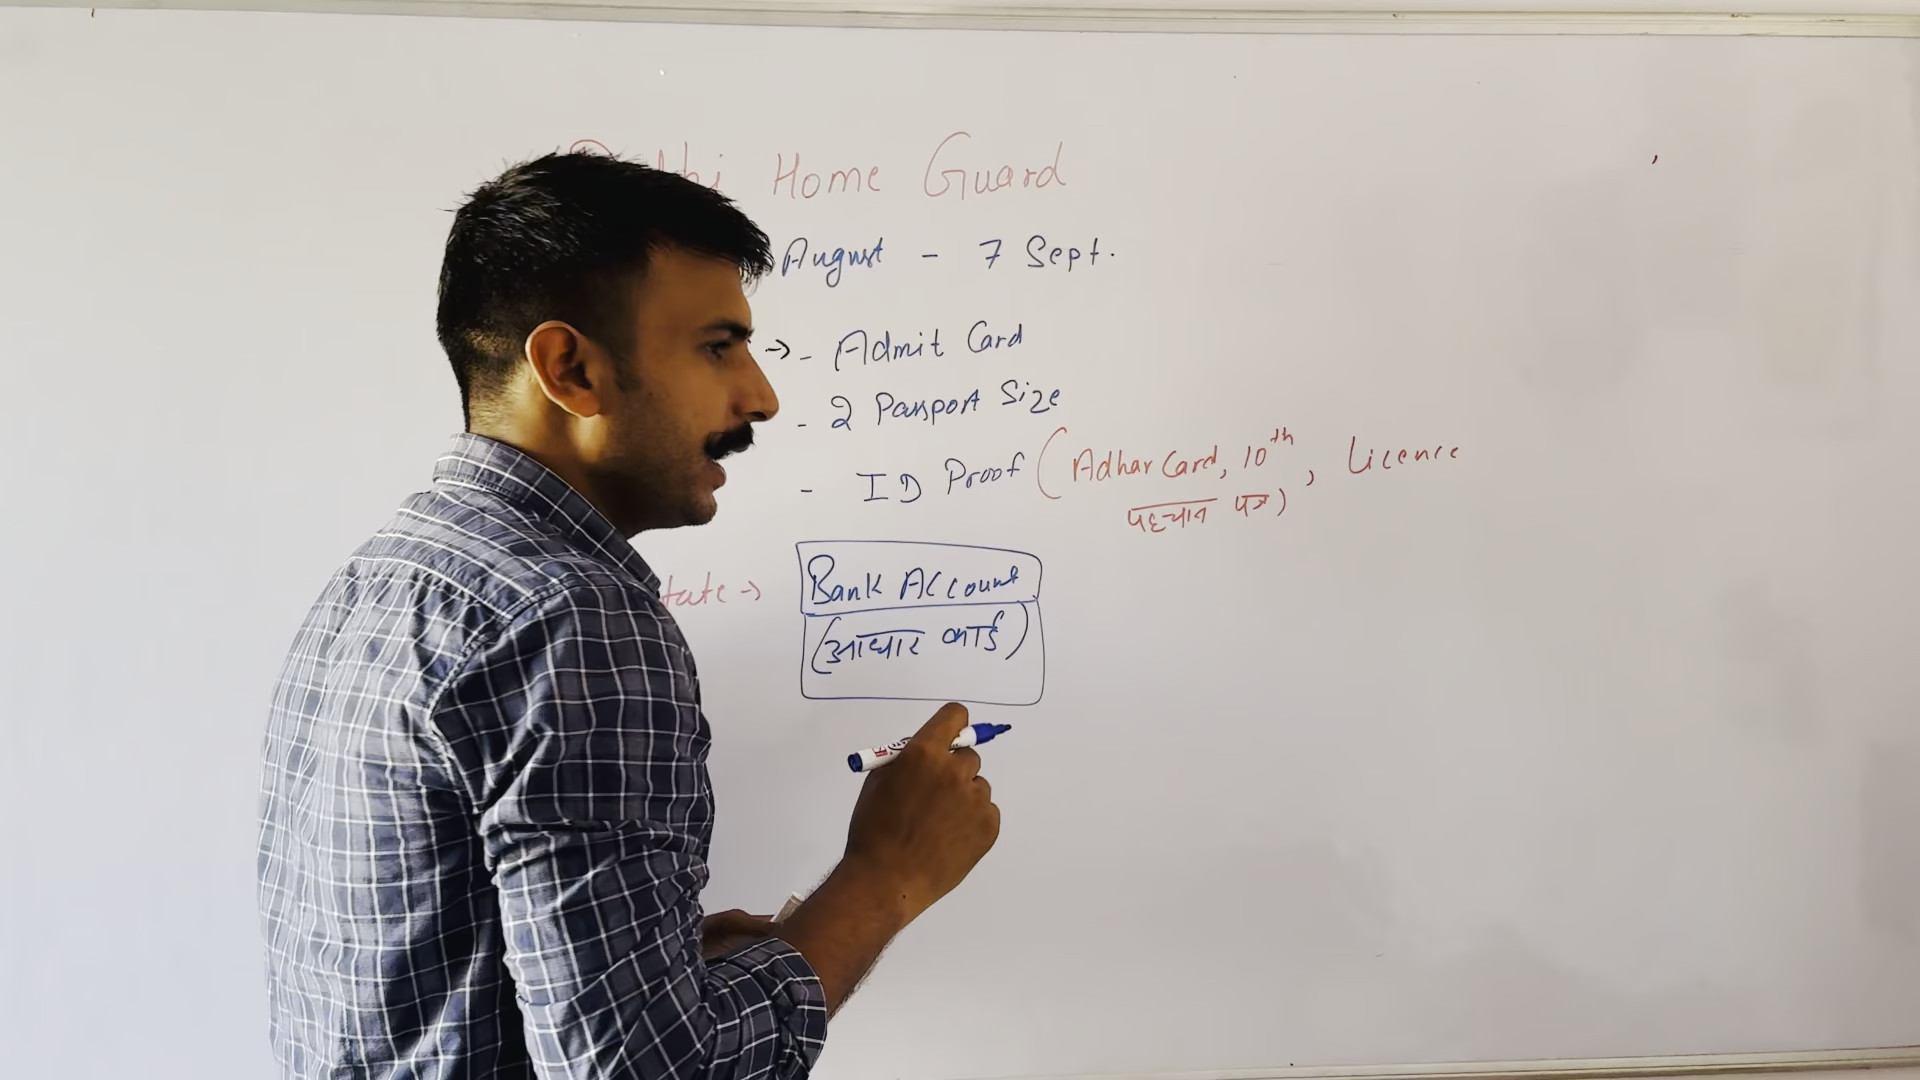 Home Guard
August - 7 Sept.
→ - Admit Card
- 2 Passport Size
- ID Proof (Adhar Card, 10th, Licence
पहचान पत्र)
→ Bank Account
(आधार कार्ड)